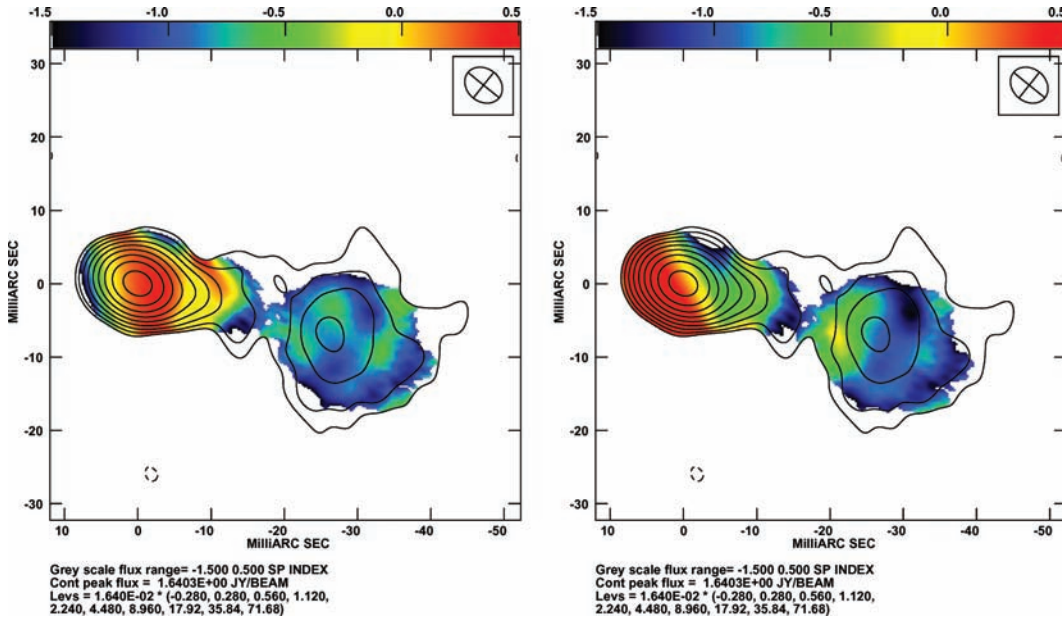 -1.5 -1.0 -0.5 0.0 0.5
30
20
10
0
-10
-20
-30
MilliARC SEC
10 0 -10 -20 -30 -40 -50
MilliARC SEC
Grey scale flux range= -1.500 0.500 SP INDEX
Cont peak flux = 1.6403E+00 JY/BEAM
Levs = 1.640E-02 * (-0.280, 0.280, 0.560, 1.120,
2.240, 4.480, 8.960, 17.92, 35.84, 71.68)
-1.5 -1.0 -0.5 0.0 0.5
30
20
10
0
-10
-20
-30
MilliARC SEC
10 0 -10 -20 -30 -40 -50
MilliARC SEC
Grey scale flux range= -1.500 0.500 SP INDEX
Cont peak flux = 1.6403E+00 JY/BEAM
Levs = 1.640E-02 * (-0.280, 0.280, 0.560, 1.120,
2.240, 4.480, 8.960, 17.92, 35.84, 71.68)